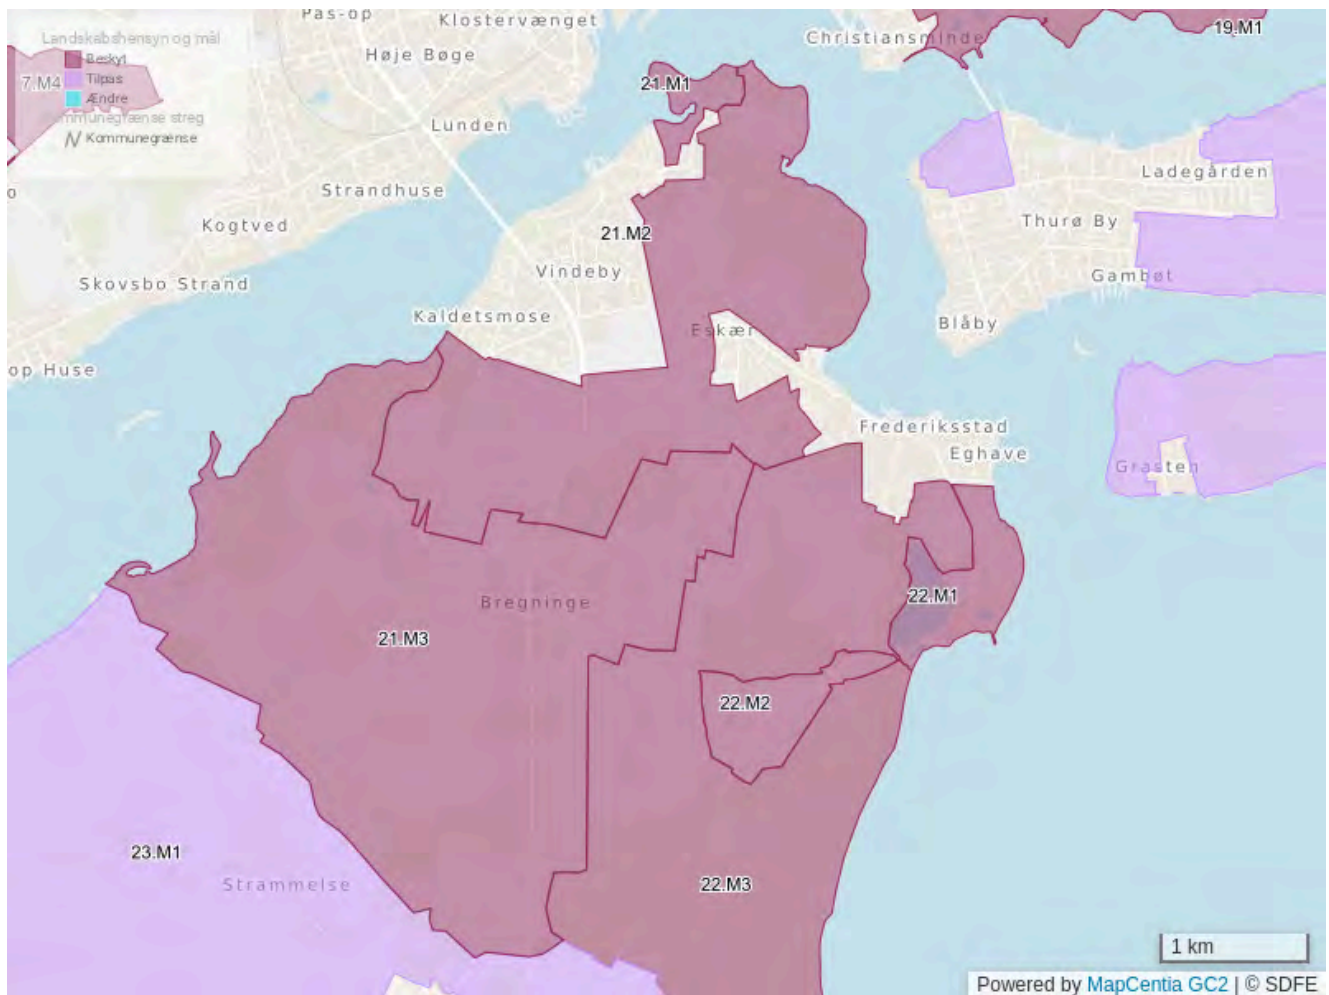 Pas-op
Klostervænget
Christiansminde
19.M1
Landskabshensyn og mål
Høje Bøge
Beskyt
7.M4
Tilpas
21.M1
Ændre
Kommunegrænse streg
Lunden
Kommunegrænse
Ladegården
Strandhuse
Kogtved
21.M2
Thurø By
Vindeby
Gambøt
Skovsbo Strand
Kaldetsmose
Eskær
Blåby
op Huse
Frederiksstad
Eghave
Grasten
Bregninge
22.M1
21.M3
22.M2
23.M1
Strammelse
22.M3
1 km
Powered by MapCentia GC2 | © SDFE